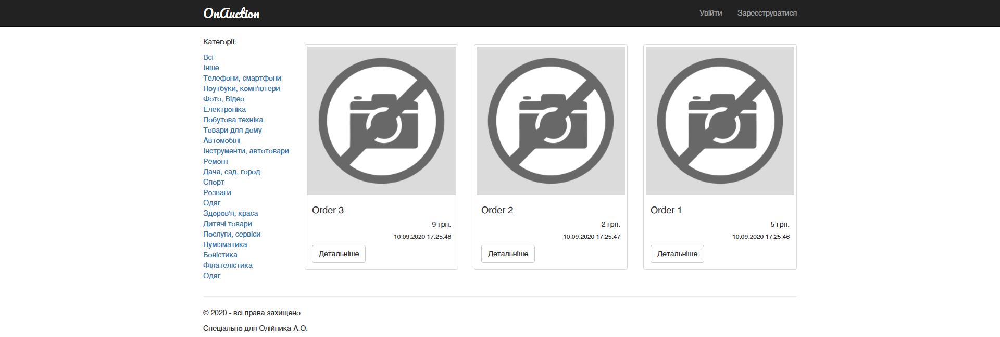 OnAuction
Увійти
Зареєструватися
Категорії:
Всі
Інше
Телефони, смартфони
Ноутбуки, комп'ютери
Фото, Відео
Електроніка
Побутова техніка
Товари для дому
Автомобілі
Інструменти, автотовари
Ремонт
Дача, сад, город
Спорт
Розваги
Одяг
Здоров'я, краса
Дитячі товари
Послуги, сервіси
Нумізматика
Боністика
Філателістика
Одяг
Order 3
9 грн.
10:09:2020 17:25:48
Детальніше
Order 2
2 грн.
10:09:2020 17:25:47
Детальніше
Order 1
5 грн.
10:09:2020 17:25:46
Детальніше
© 2020 - всі права захищено
Спеціально для Олійника А.О.